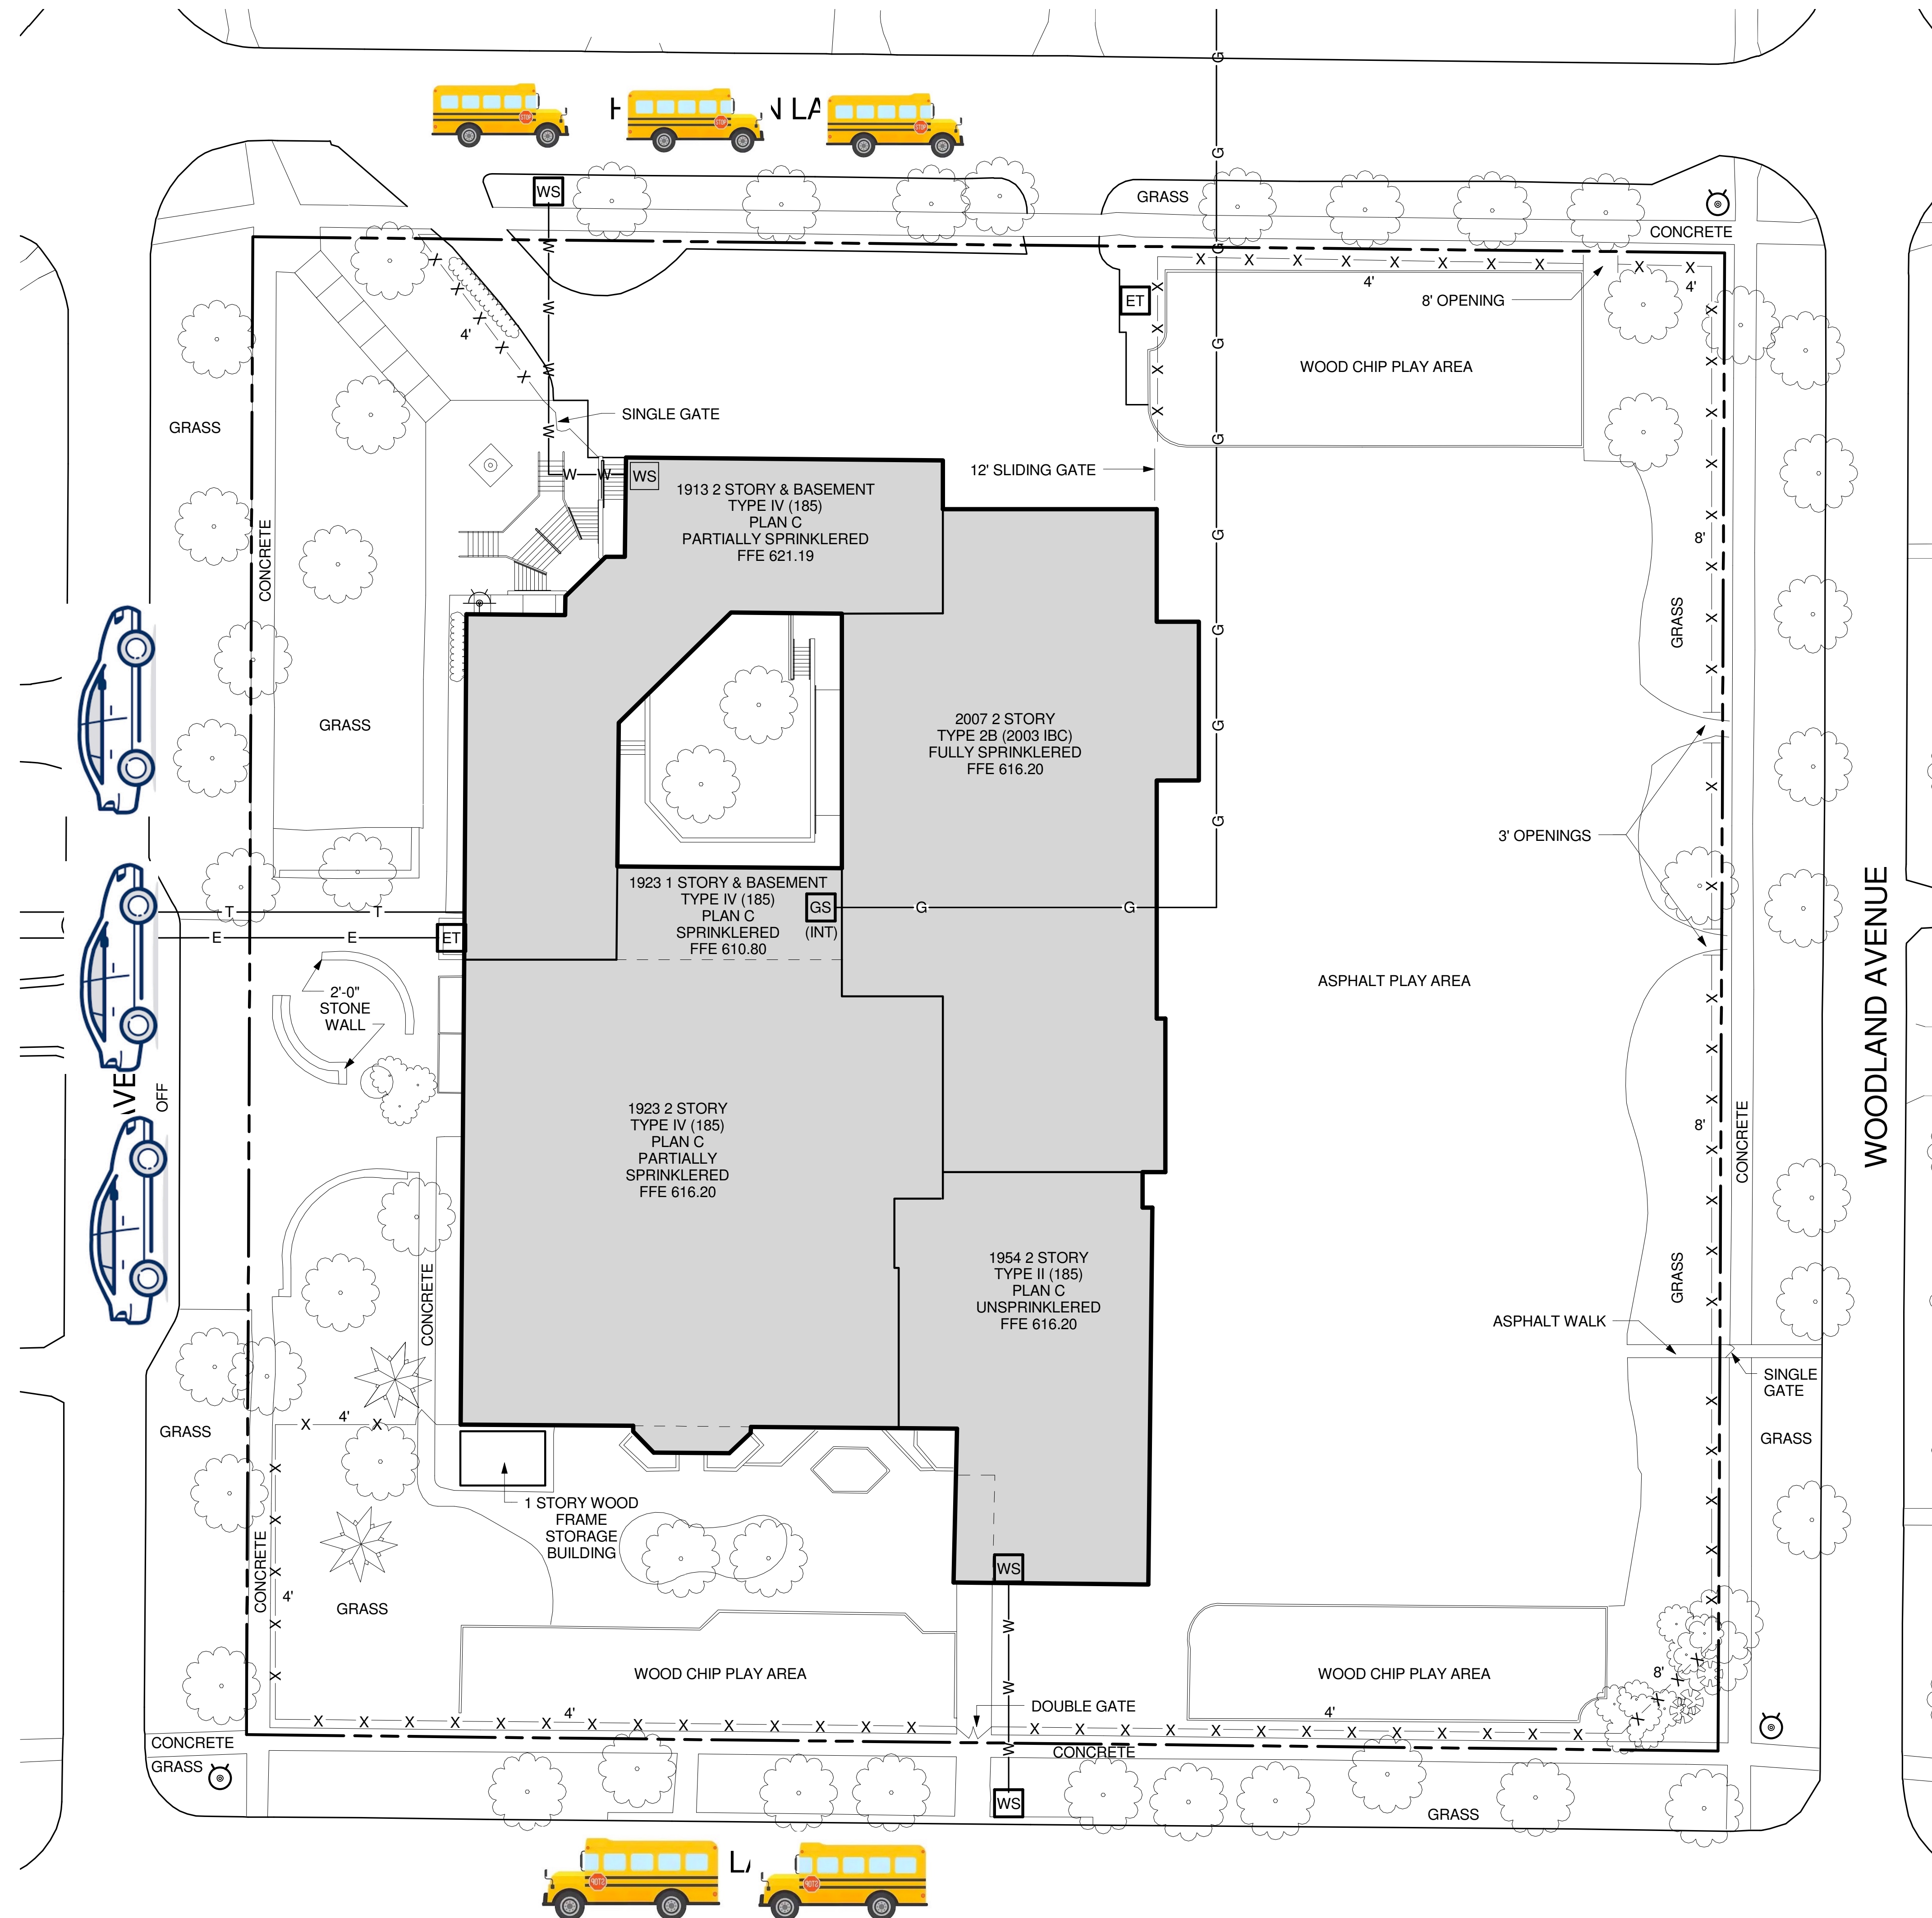 N LA
G
G
WS
GRASS
CONCRETE
W
G
X X X X X X X X
X X
4'
4'
8' OPENING
ET
WOOD CHIP PLAY AREA
4'
GRASS
SINGLE GATE
12' SLIDING GATE
W W
WS
1913 2 STORY & BASEMENT
TYPE IV (185)
PLAN C
PARTIALLY SPRINKLERED
FFE 621.19
CONCRETE
8'
GRASS
GRASS
2007 2 STORY
TYPE 2B (2003 IBC)
FULLY SPRINKLERED
FFE 616.20
3' OPENINGS
1923 1 STORY & BASEMENT
TYPE IV (185)
PLAN C
SPRINKLERED
FFE 610.80
GS
(INT)
G G
T T
E E
ET
2'-0"
STONE
WALL
ASPHALT PLAY AREA
WOODLAND AVENUE
AVE
OFF
1923 2 STORY
TYPE IV (185)
PLAN C
PARTIALLY
SPRINKLERED
FFE 616.20
8'
CONCRETE
CONCRETE
GRASS
1954 2 STORY
TYPE II (185)
PLAN C
UNSPRINKLERED
FFE 616.20
ASPHALT WALK
SINGLE
GATE
GRASS
X 4' X
GRASS
1 STORY WOOD
FRAME
STORAGE
BUILDING
CONCRETE
4'
GRASS
WS
WOOD CHIP PLAY AREA
WOOD CHIP PLAY AREA
8'
DOUBLE GATE
4'
4'
X X X X X X X X X X X X X X
X X X X X X X X X X X X X
CONCRETE
CONCRETE
GRASS
WS
GRASS